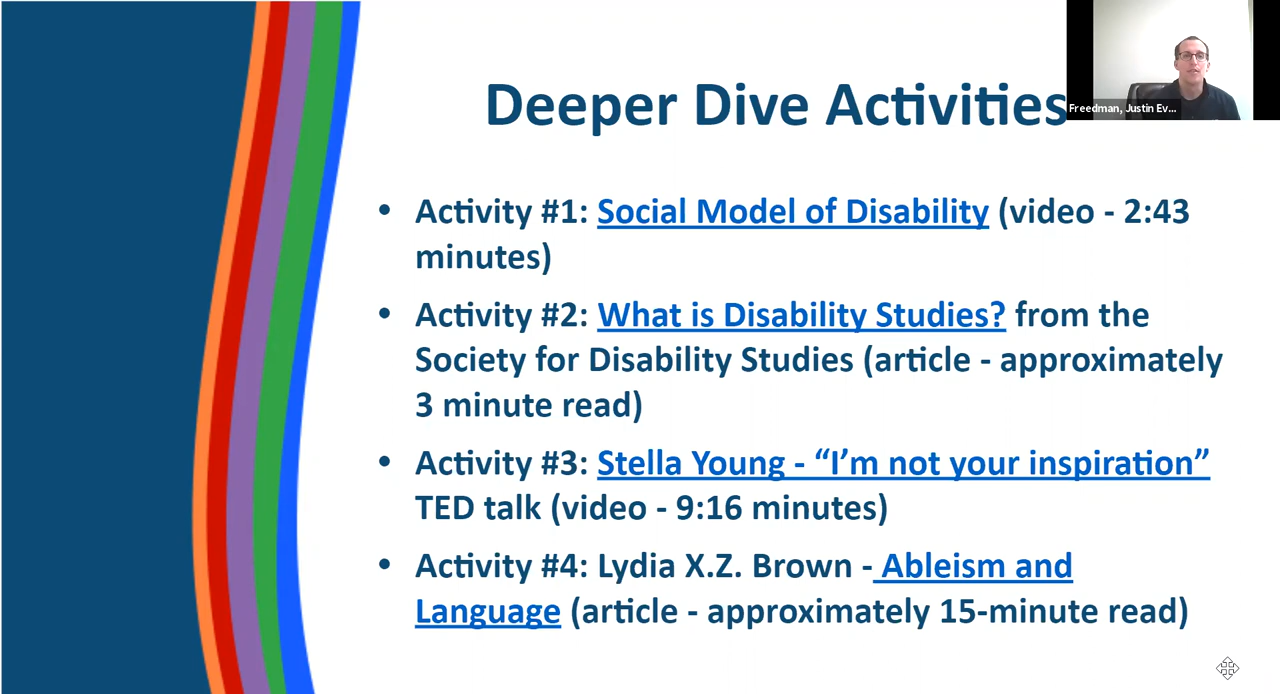 Deeper Dive Activities
Freedman, Justin Ev...
• Activity #1: Social Model of Disability (video - 2:43
minutes)
• Activity #2: What is Disability Studies? from the
Society for Disability Studies (article - approximately
3 minute read)
• Activity #3: Stella Young - “I’m not your inspiration”
TED talk (video - 9:16 minutes)
• Activity #4: Lydia X.Z. Brown - Ableism and
Language (article - approximately 15-minute read)